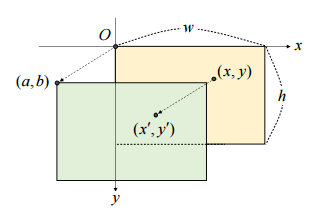 O
w
x
(a, b)
(x, y)
h
(x′, y′)
y